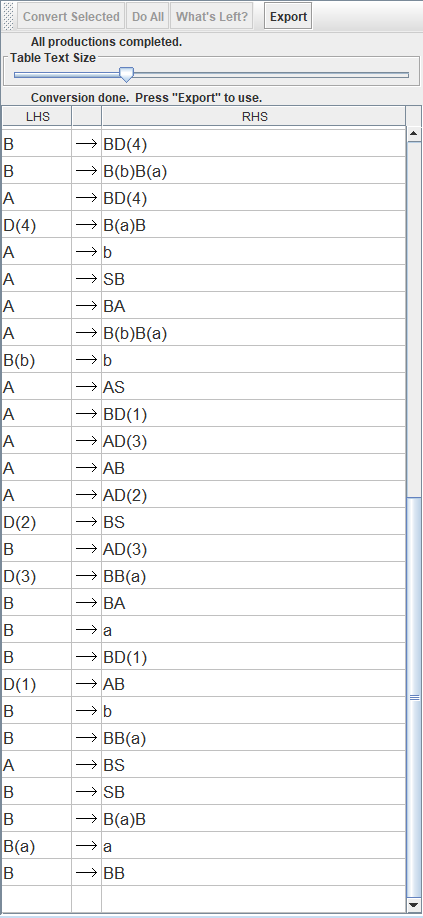 Convert Selected Do All What's Left? Export
All productions completed.
Table Text Size
Conversion done. Press "Export" to use.
LHS RHS
B → BD(4)
B → B(b)B(a)
A → BD(4)
D(4) → B(a)B
A → b
A → SB
A → BA
A → B(b)B(a)
B(b) → b
A → AS
A → BD(1)
A → AD(3)
A → AB
A → AD(2)
D(2) → BS
B → AD(3)
D(3) → BB(a)
B → BA
B → a
B → BD(1)
D(1) → AB
B → b
B → BB(a)
A → BS
B → SB
B → B(a)B
B(a) → a
B → BB